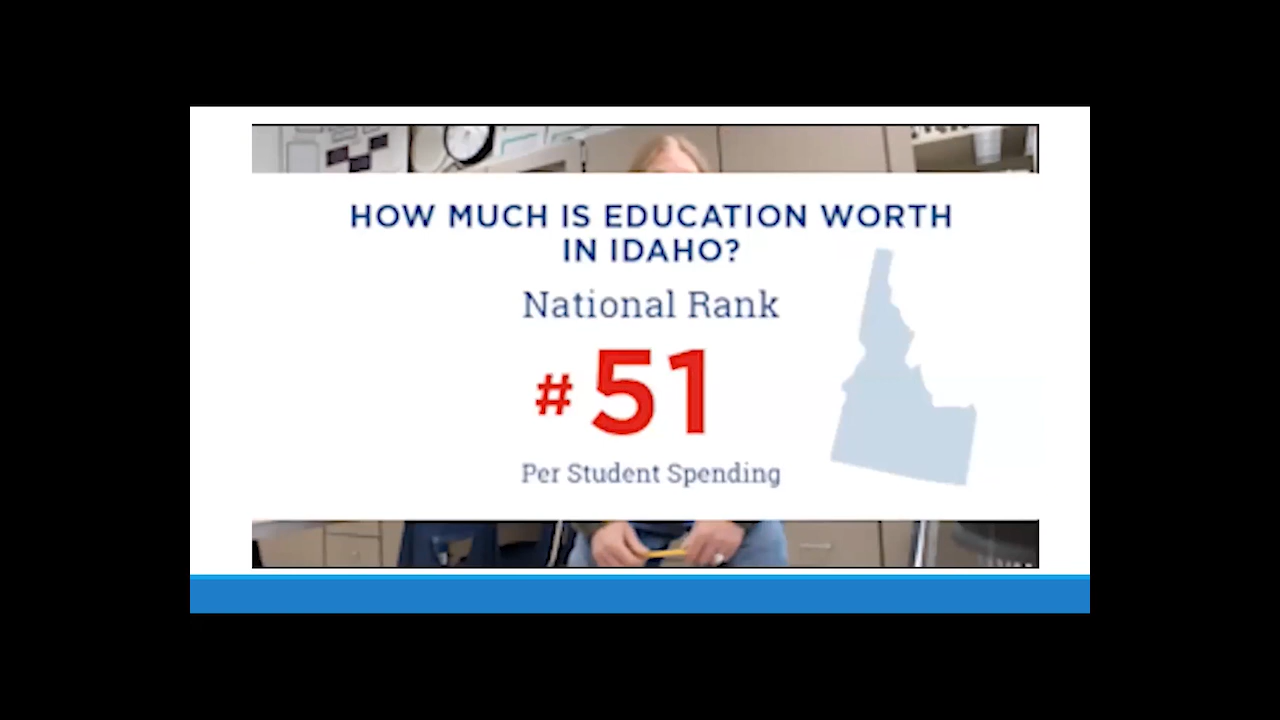 HOW MUCH IS EDUCATION WORTH
IN IDAHO?
National Rank
#51
Per Student Spending